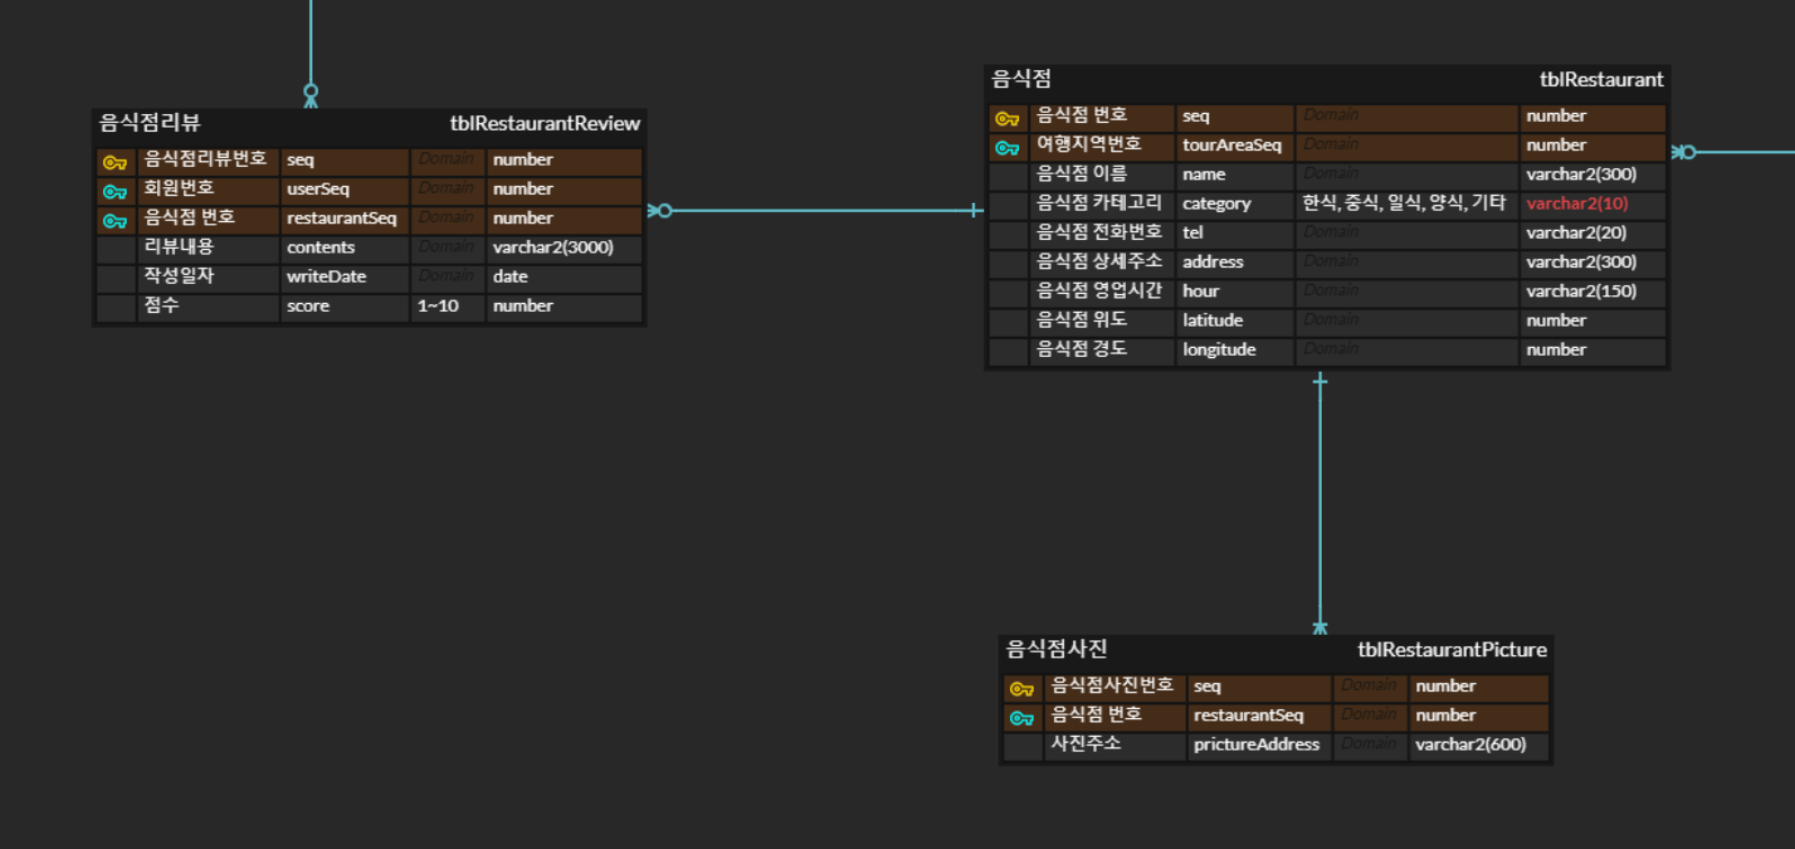 음식점리뷰 tblRestaurantReview
음식점리뷰번호 seq Domain number
회원번호 userSeq Domain number
음식점 번호 restaurantSeq Domain number
리뷰내용 contents Domain varchar2(3000)
작성일자 writeDate Domain date
점수 score 1~10 number
음식점 tblRestaurant
음식점 번호 seq Domain number
여행지역번호 tourAreaSeq Domain number
음식점 이름 name Domain varchar2(300)
음식점 카테고리 category 한식, 중식, 일식, 양식, 기타 varchar2(10)
음식점 전화번호 tel Domain varchar2(20)
음식점 상세주소 address Domain varchar2(300)
음식점 영업시간 hour Domain varchar2(150)
음식점 위도 latitude Domain number
음식점 경도 longitude Domain number
음식점사진 tblRestaurantPicture
음식점사진번호 seq Domain number
음식점 번호 restaurantSeq Domain number
사진주소 prictureAddress Domain varchar2(600)